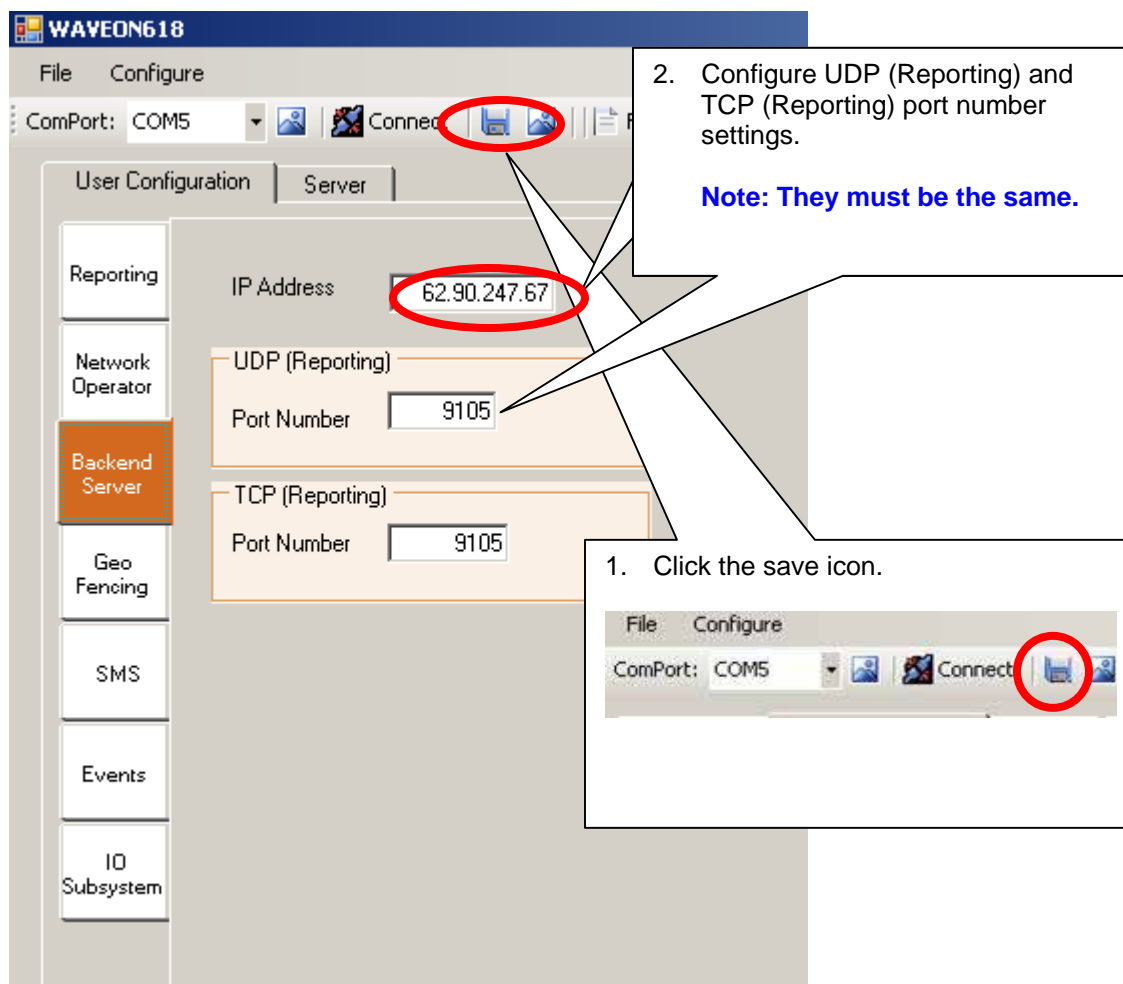 WAVEON618
File Configure
ComPort: COM5 Connec
User Configuration Server
Reporting
Network
Operator
Backend
Server
Geo
Fencing
SMS
Events
IO
Subsystem
IP Address 62.90.247.67
UDP (Reporting)
Port Number 9105
TCP (Reporting)
Port Number 9105
2. Configure UDP (Reporting) and
TCP (Reporting) port number
settings.
Note: They must be the same.
1. Click the save icon.
File Configure
ComPort: COM5 Connect